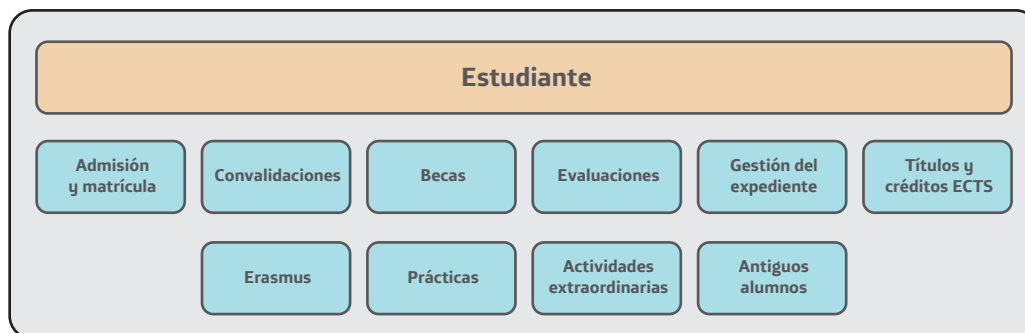 Estudiante
Admisión
y matrícula
Convalidaciones
Becas
Evaluaciones
Gestión del
expediente
Títulos y
créditos ECTS
Erasmus
Prácticas
Actividades
extraordinarias
Antiguos
alumnos